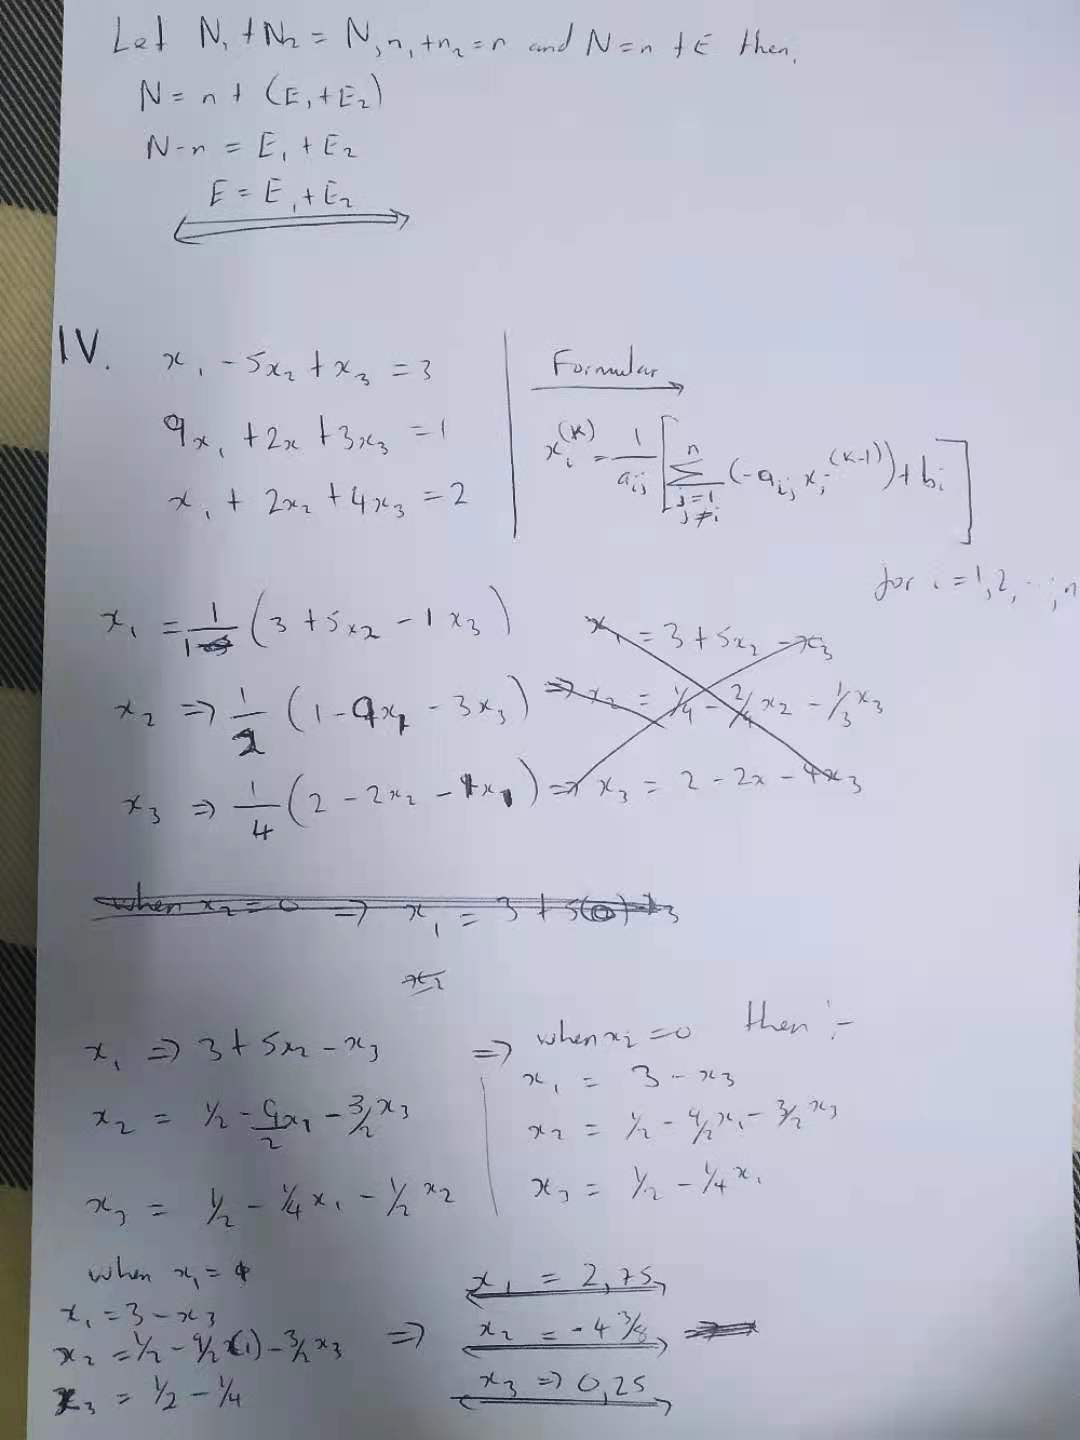 Let N₁ + N₂ = N, n₁ + n₂ = n and N = n + E then,
N = n + (E₁ + E₂)
N - n = E₁ + E₂
E = E₁ + E₂
IV.
x₁ - 5x₂ + x₃ = 3
9x₁ + 2x + 3x₃ = 1
x₁ + 2x₂ + 4x₃ = 2
Formular
xᵢ^(k) = 1/aᵢⱼ [ Σ_{j=1, j≠i}^{n} (-aᵢⱼ xⱼ^(k-1)) + bᵢ ]
for i = 1,2,...,n
x₁ = 1/1 (3 + 5x₂ - 1x₃)
x₁ = 3 + 5x₂ - x₃
x₂ ⇒ 1/2 (1 - 9x₁ - 3x₃) ⇒ x₂ = 1/4 - 2/4 x₂ - 1/3 x₃
x₃ ⇒ 1/4 (2 - 2x₂ - 1x₁) ⇒ x₃ = 2 - 2x - 4x₃
when x₂ = 0 ⇒ x₁ = 3 + 5(0)
x₁ ⇒ 3 + 5x₂ - x₃ ⇒
x₂ = 1/2 - 9x₁/2 - 3/2 x₃
x₃ = 1/2 - 1/4 x₁ - 1/2 x₂
when x₂ = 0 then :-
x₁ = 3 - x₃
x₂ = 1/2 - 9/2 x₁ - 3/2 x₃
x₃ = 1/2 - 1/4 x₁
when x₁ =
x₁ = 3 - x₃
x₂ = 1/2 - 9/2 (1) - 3/2 x₃ ⇒
x₃ = 1/2 - 1/4
x₁ = 2,75
x₂ = -4 3/8
x₃ ⇒ 0,25